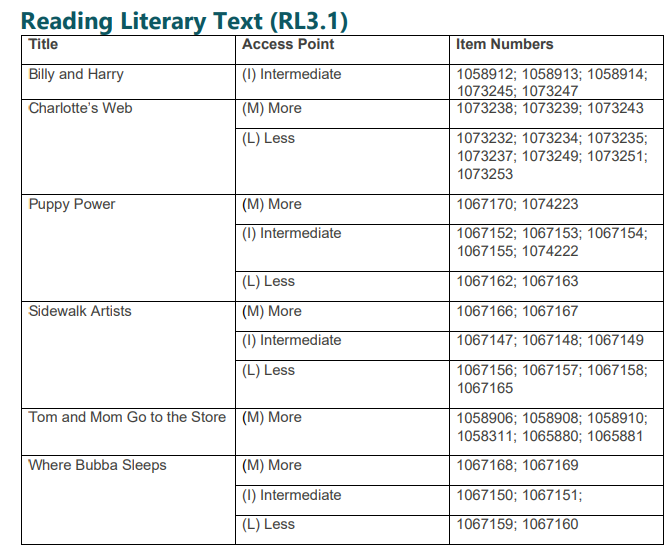 Reading Literary Text (RL3.1)
Title Access Point Item Numbers
Billy and Harry (I) Intermediate 1058912; 1058913; 1058914;
1073245; 1073247
Charlotte's Web (M) More 1073238; 1073239; 1073243
(L) Less 1073232; 1073234; 1073235;
1073237; 1073249; 1073251;
1073253
Puppy Power (M) More 1067170; 1074223
(I) Intermediate 1067152; 1067153; 1067154;
1067155; 1074222
(L) Less 1067162; 1067163
Sidewalk Artists (M) More 1067166; 1067167
(I) Intermediate 1067147; 1067148; 1067149
(L) Less 1067156; 1067157; 1067158;
1067165
Tom and Mom Go to the Store (M) More 1058906; 1058908; 1058910;
1058311; 1065880; 1065881
Where Bubba Sleeps (M) More 1067168; 1067169
(I) Intermediate 1067150; 1067151;
(L) Less 1067159; 1067160